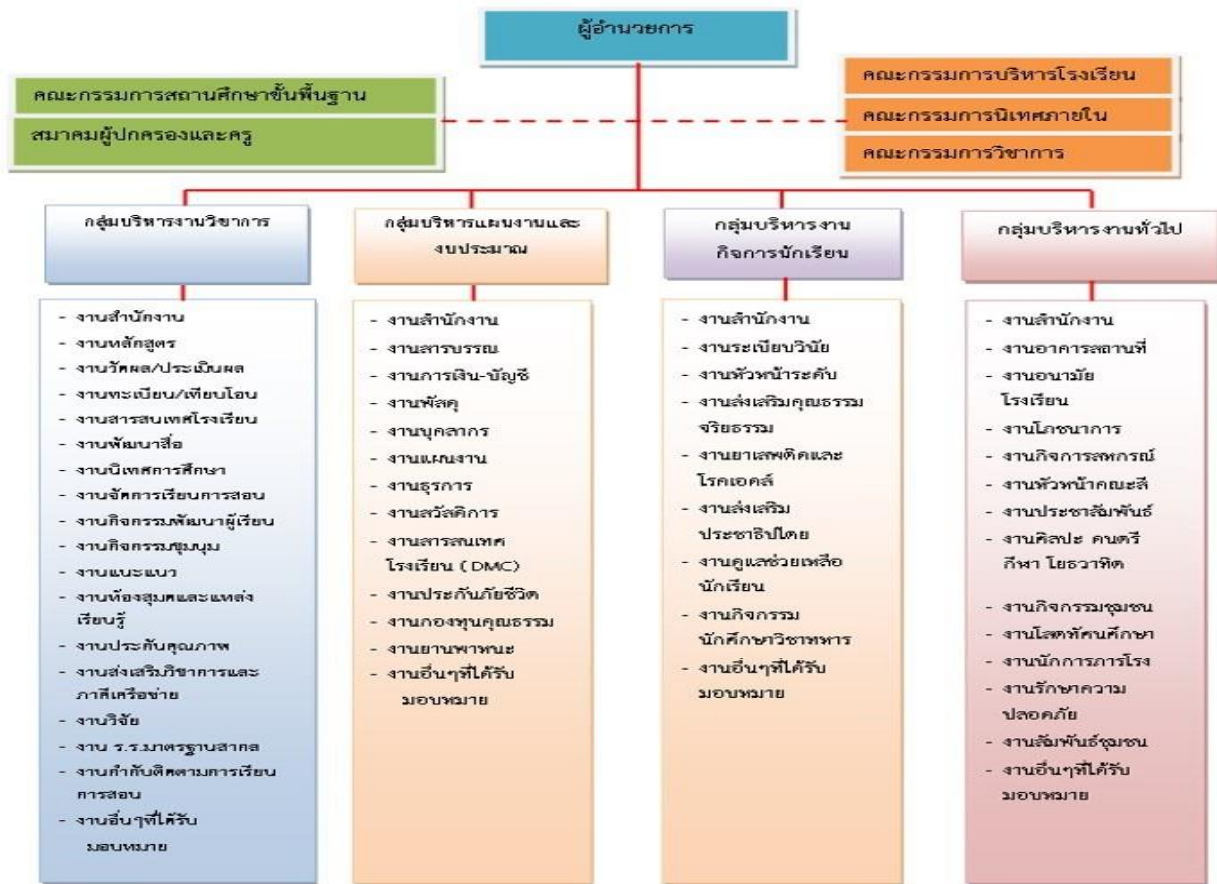 ผู้อำนวยการ
คณะกรรมการสถานศึกษาขั้นพื้นฐาน
สมาคมผู้ปกครองและครู
คณะกรรมการบริหารโรงเรียน
คณะกรรมการนิเทศภายใน
คณะกรรมการวิชาการ
กลุ่มบริหารงานวิชาการ
- งานสำนักงาน
- งานหลักสูตร
- งานวัดผล/ประเมินผล
- งานทะเบียน/เทียบโอน
- งานสารสนเทศโรงเรียน
- งานพัฒนาสื่อ
- งานนิเทศการศึกษา
- งานจัดการเรียนการสอน
- งานกิจกรรมพัฒนาผู้เรียน
- งานกิจกรรมชุมนุม
- งานแนะแนว
- งานห้องสมุดและแหล่ง
เรียนรู้
- งานประกันคุณภาพ
- งานส่งเสริมวิชาการและ
ภาคีเครือข่าย
- งานวิจัย
- งาน ร.ร.มาตรฐานสากล
- งานกำกับติดตามการเรียน
การสอน
- งานอื่นๆที่ได้รับ
มอบหมาย
กลุ่มบริหารแผนงานและ
งบประมาณ
- งานสำนักงาน
- งานสารบรรณ
- งานการเงิน-บัญชี
- งานพัสดุ
- งานบุคลากร
- งานแผนงาน
- งานธุรการ
- งานสวัสดิการ
- งานสารสนเทศ
โรงเรียน ( DMC)
- งานประกันภัยชีวิต
- งานกองทุนคุณธรรม
- งานยานพาหนะ
- งานอื่นๆที่ได้รับ
มอบหมาย
กลุ่มบริหารงาน
กิจการนักเรียน
- งานสำนักงาน
- งานระเบียบวินัย
- งานหัวหน้าระดับ
- งานส่งเสริมคุณธรรม
จริยธรรม
- งานยาเสพติดและ
โรคเอดส์
- งานส่งเสริม
ประชาธิปไตย
- งานดูแลช่วยเหลือ
นักเรียน
- งานกิจกรรม
นักศึกษาวิชาทหาร
- งานอื่นๆที่ได้รับ
มอบหมาย
กลุ่มบริหารงานทั่วไป
- งานสำนักงาน
- งานอาคารสถานที่
- งานอนามัย
โรงเรียน
- งานโภชนาการ
- งานกิจการสหกรณ์
- งานหัวหน้าคณะสี
- งานประชาสัมพันธ์
- งานศิลปะ ดนตรี
กีฬา โยธวาทิต
- งานกิจกรรมชุมชน
- งานโสตทัศนศึกษา
- งานนักการภารโรง
- งานรักษาความ
ปลอดภัย
- งานสัมพันธ์ชุมชน
- งานอื่นๆที่ได้รับ
มอบหมาย